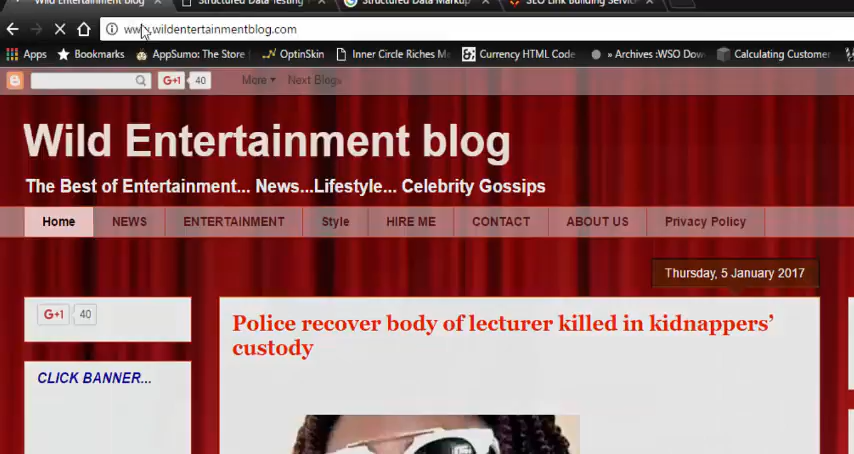 Wild Entertainment blog Structured Data Testing Structured Data Markup SEO Link Building Service
www.wildentertainmentblog.com
Apps Bookmarks AppSumo: The Store OptinSkin Inner Circle Riches Me Currency HTML Code » Archives :WSO Dow Calculating Customer
G+1 40 More Next Blog»
Wild Entertainment blog
The Best of Entertainment... News...Lifestyle... Celebrity Gossips
Home NEWS ENTERTAINMENT Style HIRE ME CONTACT ABOUT US Privacy Policy
Thursday, 5 January 2017
G+1 40
Police recover body of lecturer killed in kidnappers'
custody
CLICK BANNER...